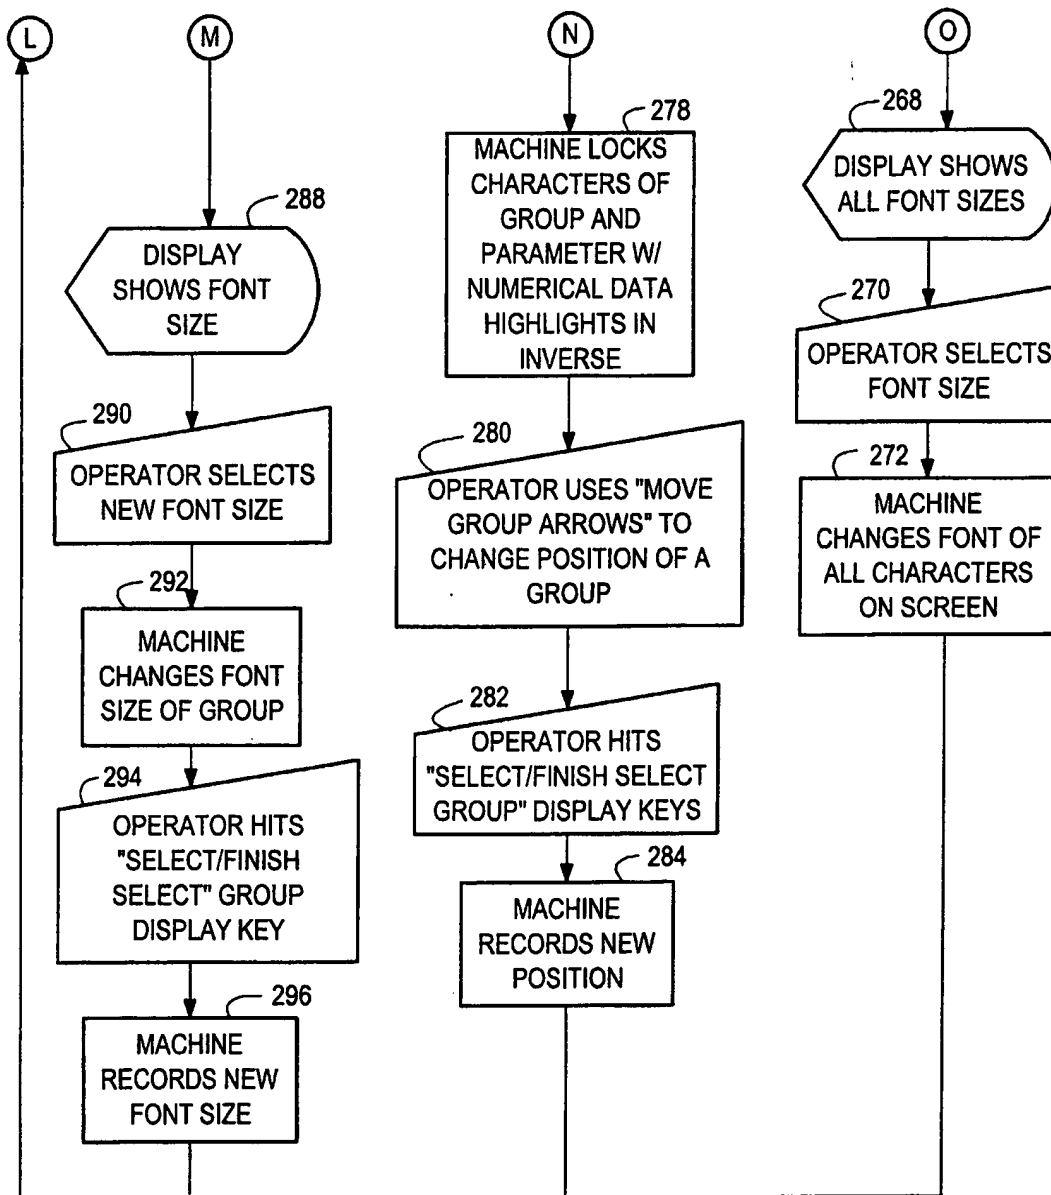 L
M
288
DISPLAY
SHOWS FONT
SIZE
290
OPERATOR SELECTS
NEW FONT SIZE
292
MACHINE
CHANGES FONT
SIZE OF GROUP
294
OPERATOR HITS
"SELECT/FINISH
SELECT" GROUP
DISPLAY KEY
296
MACHINE
RECORDS NEW
FONT SIZE
N
278
MACHINE LOCKS
CHARACTERS OF
GROUP AND
PARAMETER W/
NUMERICAL DATA
HIGHLIGHTS IN
INVERSE
280
OPERATOR USES "MOVE
GROUP ARROWS" TO
CHANGE POSITION OF A
GROUP
282
OPERATOR HITS
"SELECT/FINISH SELECT
GROUP" DISPLAY KEYS
284
MACHINE
RECORDS NEW
POSITION
O
268
DISPLAY SHOWS
ALL FONT SIZES
270
OPERATOR SELECTS
FONT SIZE
272
MACHINE
CHANGES FONT OF
ALL CHARACTERS
ON SCREEN